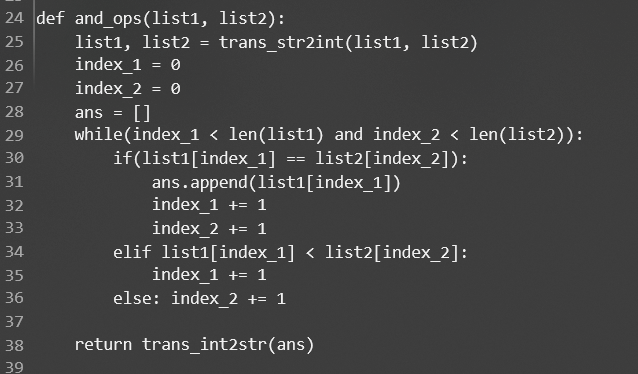 24 def and_ops(list1, list2):
25     list1, list2 = trans_str2int(list1, list2)
26     index_1 = 0
27     index_2 = 0
28     ans = []
29     while(index_1 < len(list1) and index_2 < len(list2)):
30         if(list1[index_1] == list2[index_2]):
31             ans.append(list1[index_1])
32             index_1 += 1
33             index_2 += 1
34         elif list1[index_1] < list2[index_2]:
35             index_1 += 1
36         else: index_2 += 1
37
38     return trans_int2str(ans)
39